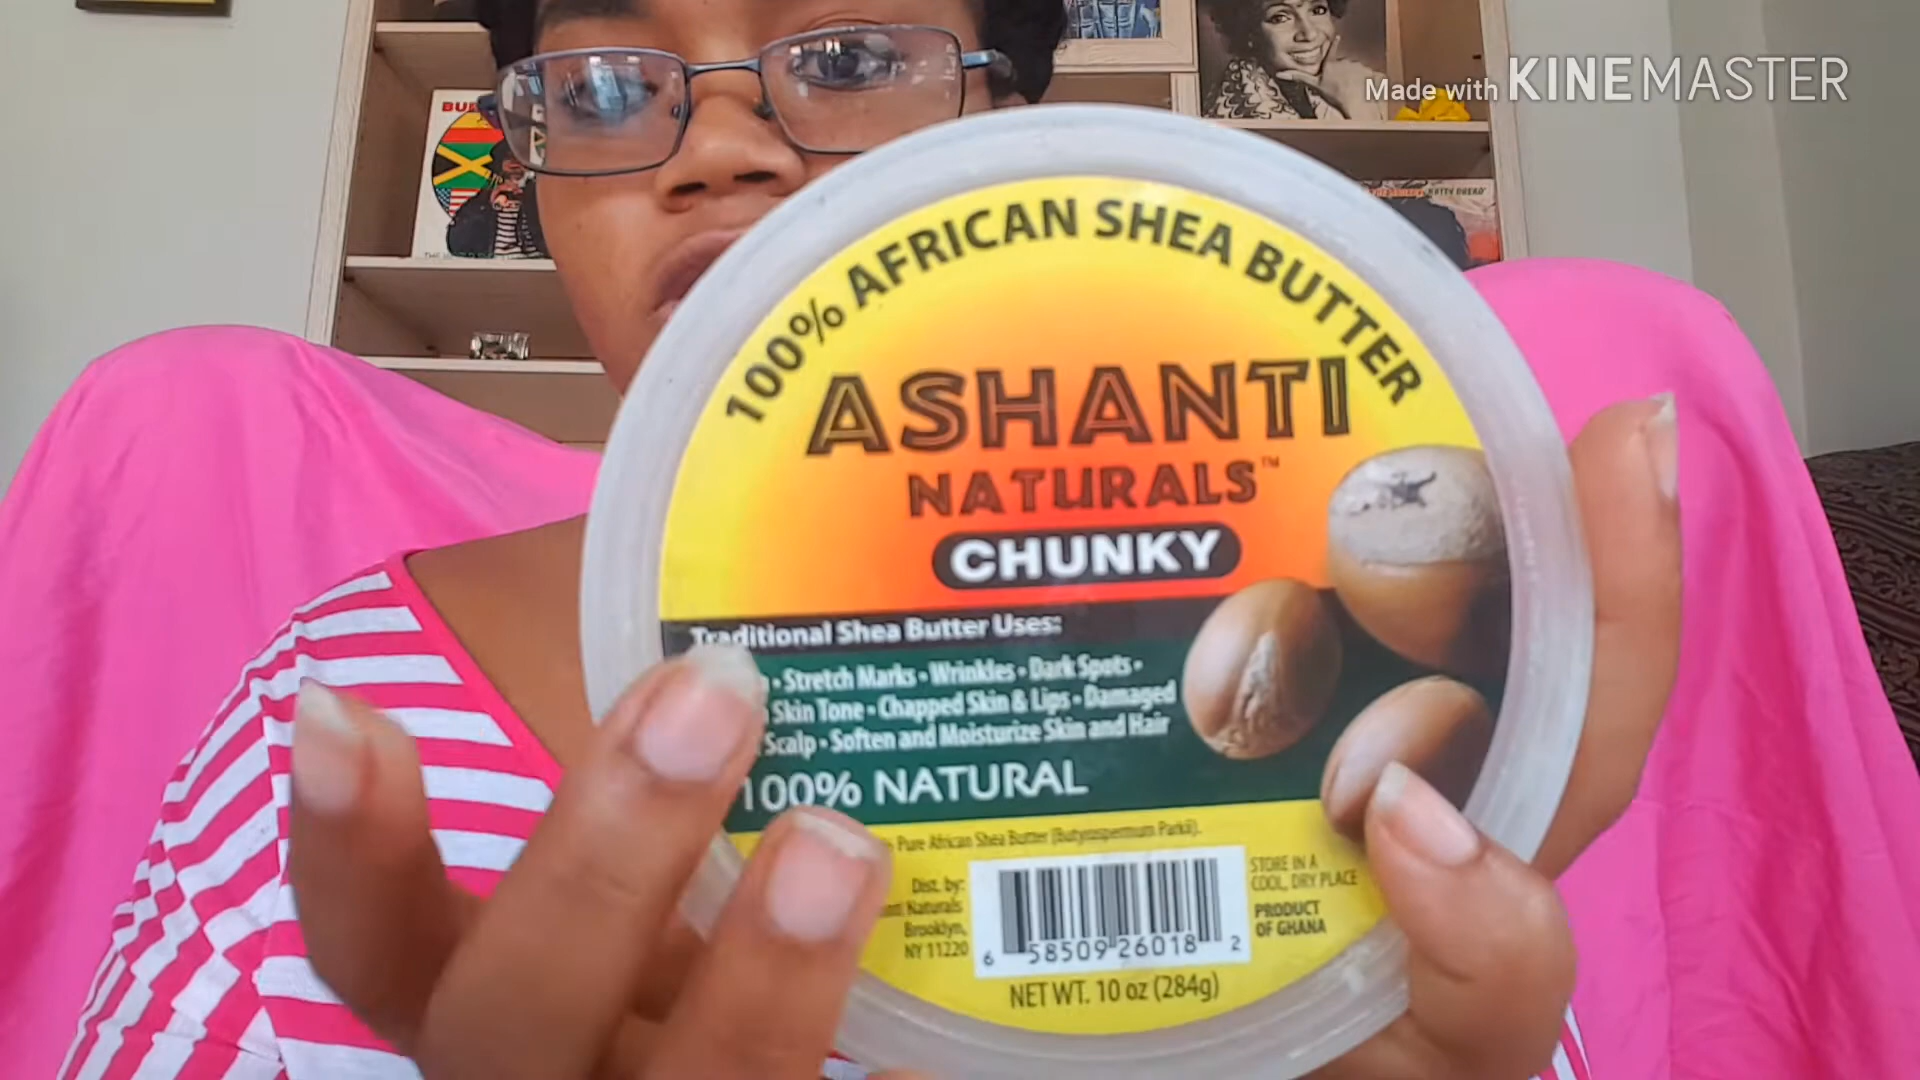 Made with KINEMASTER
100% AFRICAN SHEA BUTTER
ASHANTI
NATURALS™
CHUNKY
Traditional Shea Butter Uses:
• Stretch Marks • Wrinkles • Dark Spots •
Skin Tone • Chapped Skin & Lips • Damaged
Scalp • Soften and Moisturize Skin and Hair
100% NATURAL
Pure African Shea Butter (Butyrospermum Parkii).
Dist. by:
Naturals
Brooklyn,
NY 11220
6 58509 26018 2
STORE IN A
COOL, DRY PLACE
PRODUCT
OF GHANA
NET WT. 10 oz (284g)